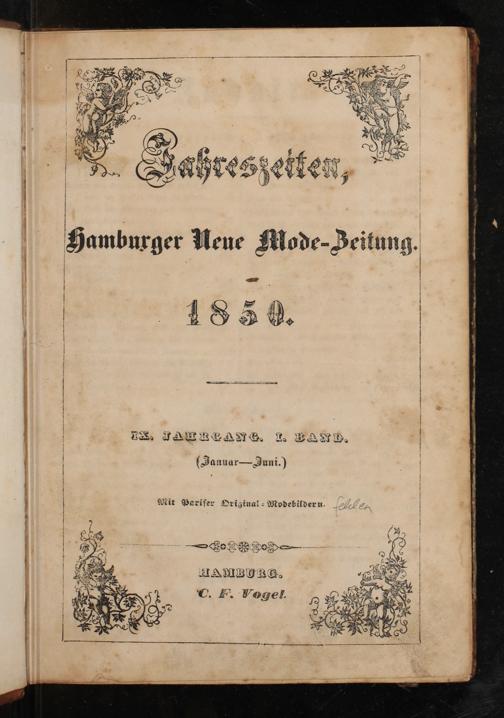 Jahreszeiten,
Hamburger Neue Mode-Zeitung.
1850.
IX. JAHRGANG. I. BAND.
(Januar—Juni.)
Mit Pariser Original-Modebildern. fehlen
HAMBURG.
C. F. Vogel.